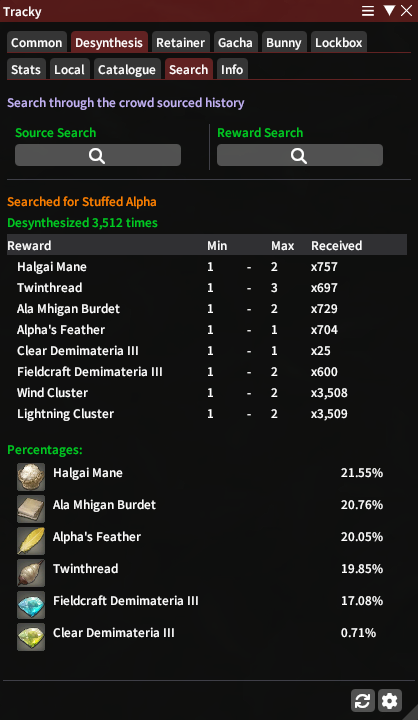 Tracky
Common Desynthesis Retainer Gacha Bunny Lockbox
Stats Local Catalogue Search Info
Search through the crowd sourced history
Source Search Reward Search
Searched for Stuffed Alpha
Desynthesized 3,512 times
Reward Min Max Received
Halgai Mane 1 - 2 x757
Twinthread 1 - 3 x697
Ala Mhigan Burdet 1 - 2 x729
Alpha's Feather 1 - 1 x704
Clear Demimateria III 1 - 1 x25
Fieldcraft Demimateria III 1 - 2 x600
Wind Cluster 1 - 2 x3,508
Lightning Cluster 1 - 2 x3,509
Percentages:
Halgai Mane 21.55%
Ala Mhigan Burdet 20.76%
Alpha's Feather 20.05%
Twinthread 19.85%
Fieldcraft Demimateria III 17.08%
Clear Demimateria III 0.71%